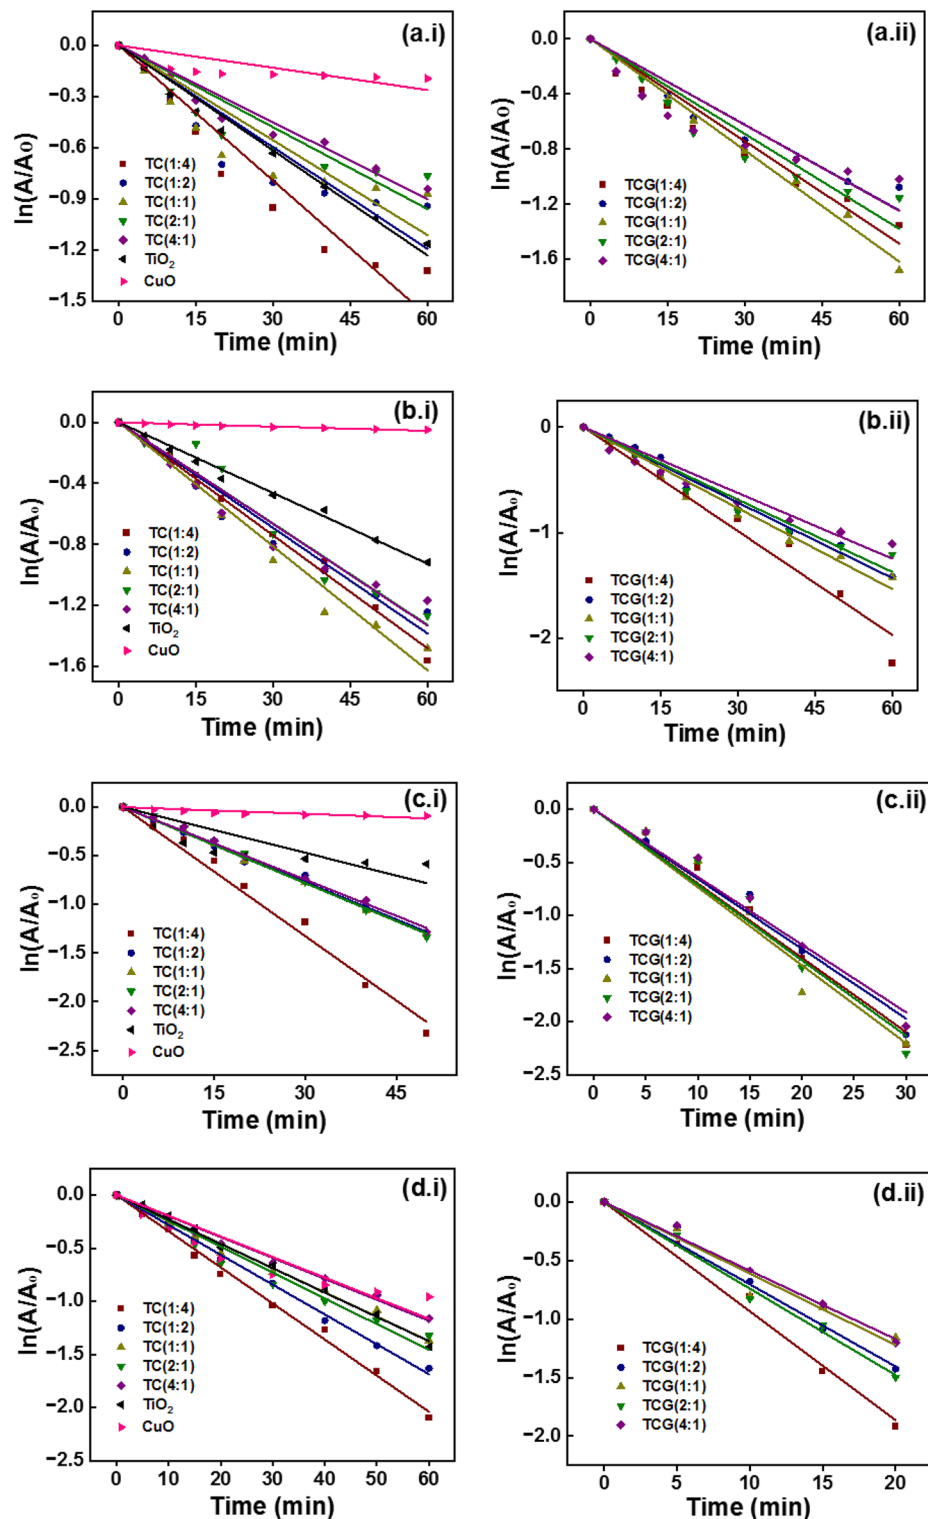 (a.i)
ln(A/A₀)
0.0
−0.3
−0.6
−0.9
−1.2
−1.5
TC(1:4)
TC(1:2)
TC(1:1)
TC(2:1)
TC(4:1)
TiO₂
CuO
0 15 30 45 60
Time (min)
(a.ii)
ln(A/A₀)
0.0
−0.4
−0.8
−1.2
−1.6
TCG(1:4)
TCG(1:2)
TCG(1:1)
TCG(2:1)
TCG(4:1)
0 15 30 45 60
Time (min)
(b.i)
ln(A/A₀)
0.0
−0.4
−0.8
−1.2
−1.6
TC(1:4)
TC(1:2)
TC(1:1)
TC(2:1)
TC(4:1)
TiO₂
CuO
0 15 30 45 60
Time (min)
(b.ii)
ln(A/A₀)
0
−1
−2
TCG(1:4)
TCG(1:2)
TCG(1:1)
TCG(2:1)
TCG(4:1)
0 15 30 45 60
Time (min)
(c.i)
ln(A/A₀)
0.0
−0.5
−1.0
−1.5
−2.0
−2.5
TC(1:4)
TC(1:2)
TC(1:1)
TC(2:1)
TC(4:1)
TiO₂
CuO
0 15 30 45
Time (min)
(c.ii)
ln(A/A₀)
0.0
−0.5
−1.0
−1.5
−2.0
−2.5
TCG(1:4)
TCG(1:2)
TCG(1:1)
TCG(2:1)
TCG(4:1)
0 5 10 15 20 25 30
Time (min)
(d.i)
ln(A/A₀)
0.0
−0.5
−1.0
−1.5
−2.0
−2.5
TC(1:4)
TC(1:2)
TC(1:1)
TC(2:1)
TC(4:1)
TiO₂
CuO
0 10 20 30 40 50 60
Time (min)
(d.ii)
ln(A/A₀)
0.0
−0.5
−1.0
−1.5
−2.0
TCG(1:4)
TCG(1:2)
TCG(1:1)
TCG(2:1)
TCG(4:1)
0 5 10 15 20
Time (min)